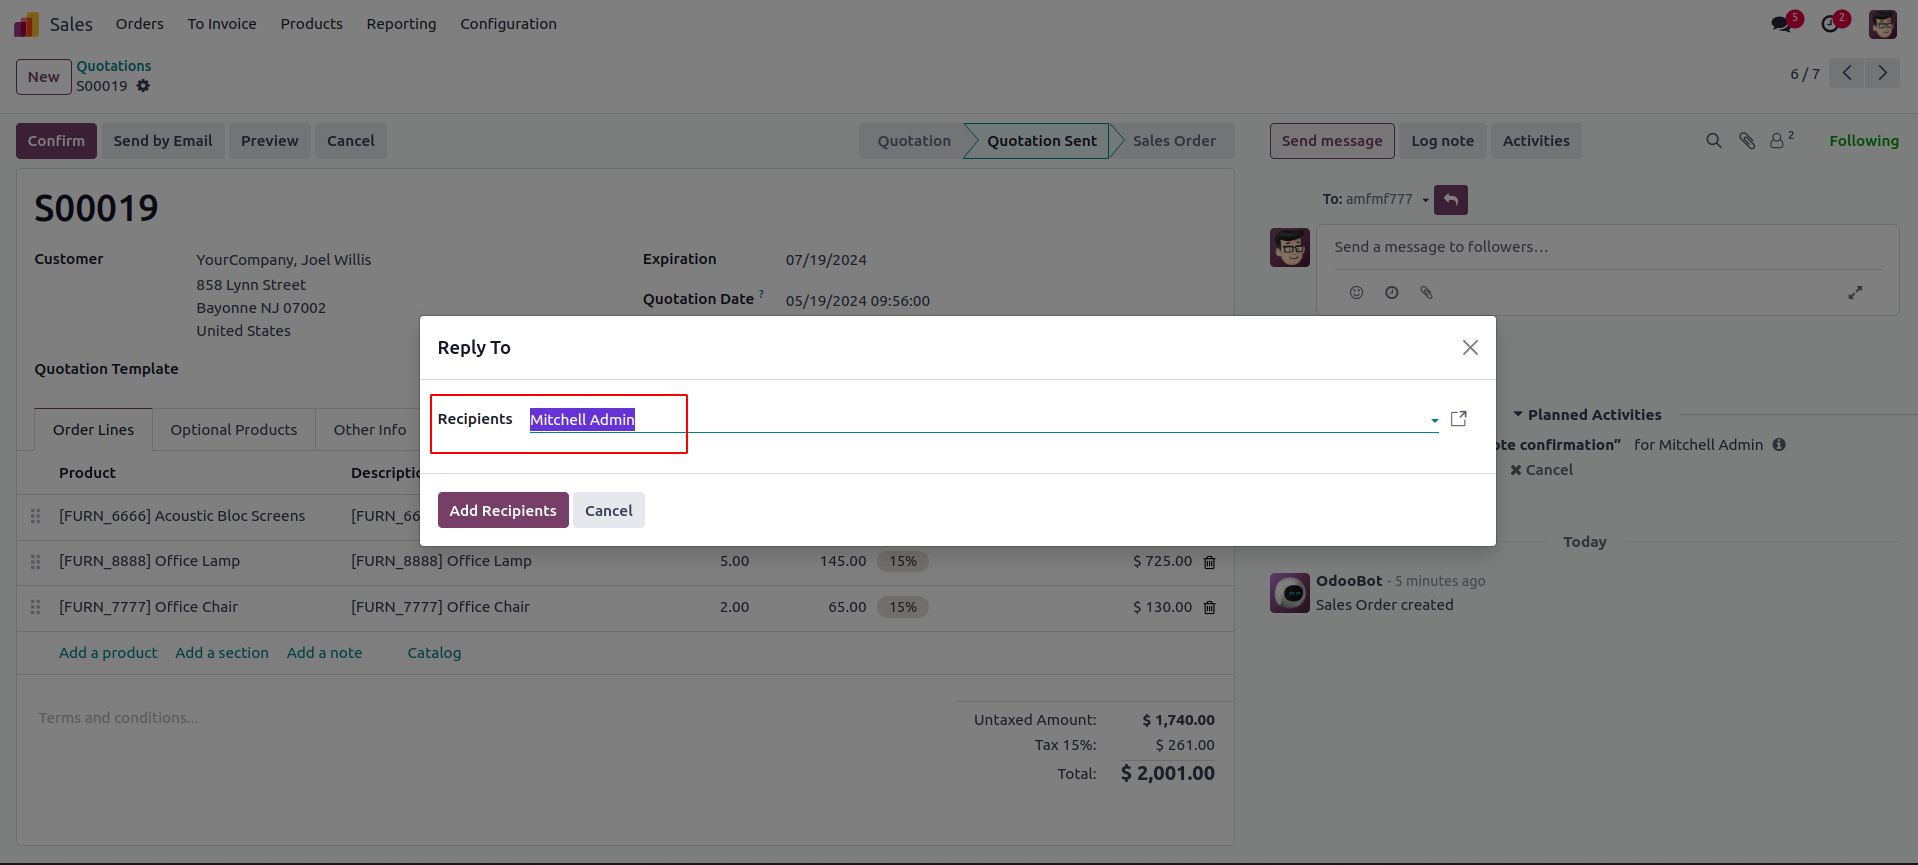 Sales Orders To Invoice Products Reporting Configuration 5 2
New Quotations
S00019
6 / 7
Confirm Send by Email Preview Cancel Quotation Quotation Sent Sales Order Send message Log note Activities 2 Following
S00019
To: amfmf777
Send a message to followers…
Customer YourCompany, Joel Willis
858 Lynn Street
Bayonne NJ 07002
United States
Expiration 07/19/2024
Quotation Date ? 05/19/2024 09:56:00
Quotation Template
Reply To
Recipients Mitchell Admin
Add Recipients Cancel
Order Lines Optional Products Other Info
Planned Activities
ote confirmation” for Mitchell Admin
Cancel
Product Descriptio
[FURN_6666] Acoustic Bloc Screens [FURN_66
[FURN_8888] Office Lamp [FURN_8888] Office Lamp 5.00 145.00 15% $ 725.00
[FURN_7777] Office Chair [FURN_7777] Office Chair 2.00 65.00 15% $ 130.00
Add a product Add a section Add a note Catalog
Today
OdooBot - 5 minutes ago
Sales Order created
Terms and conditions...
Untaxed Amount: $ 1,740.00
Tax 15%: $ 261.00
Total: $ 2,001.00